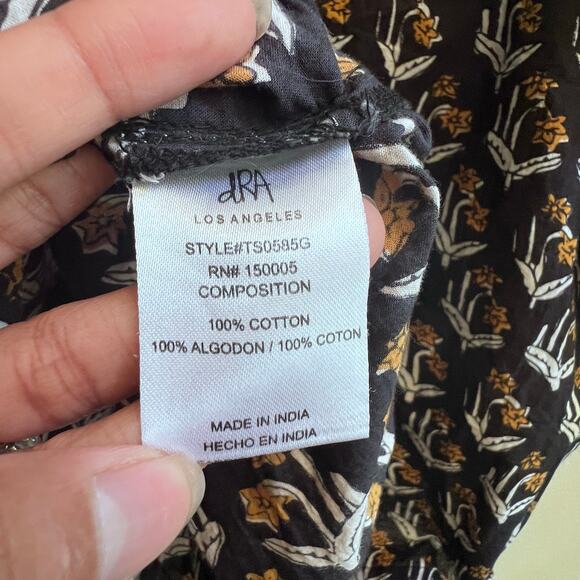 dRA
LOS ANGELES
STYLE#TS0585G
RN# 150005
COMPOSITION
100% COTTON
100% ALGODON / 100% COTON
MADE IN INDIA
HECHO EN INDIA